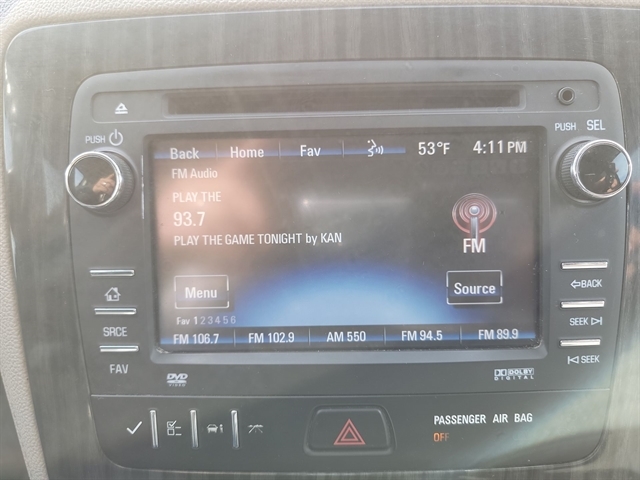 PUSH
PUSH SEL
Back Home Fav 53°F 4:11PM
FM Audio
PLAY THE
93.7
PLAY THE GAME TONIGHT by KAN
FM
Menu
Source
Fav 1 2 3 4 5 6
FM 106.7 FM 102.9 AM 550 FM 94.5 FM 89.9
SRCE
FAV
BACK
SEEK
SEEK
DVD
VIDEO
DOLBY
DIGITAL
PASSENGER AIR BAG
OFF